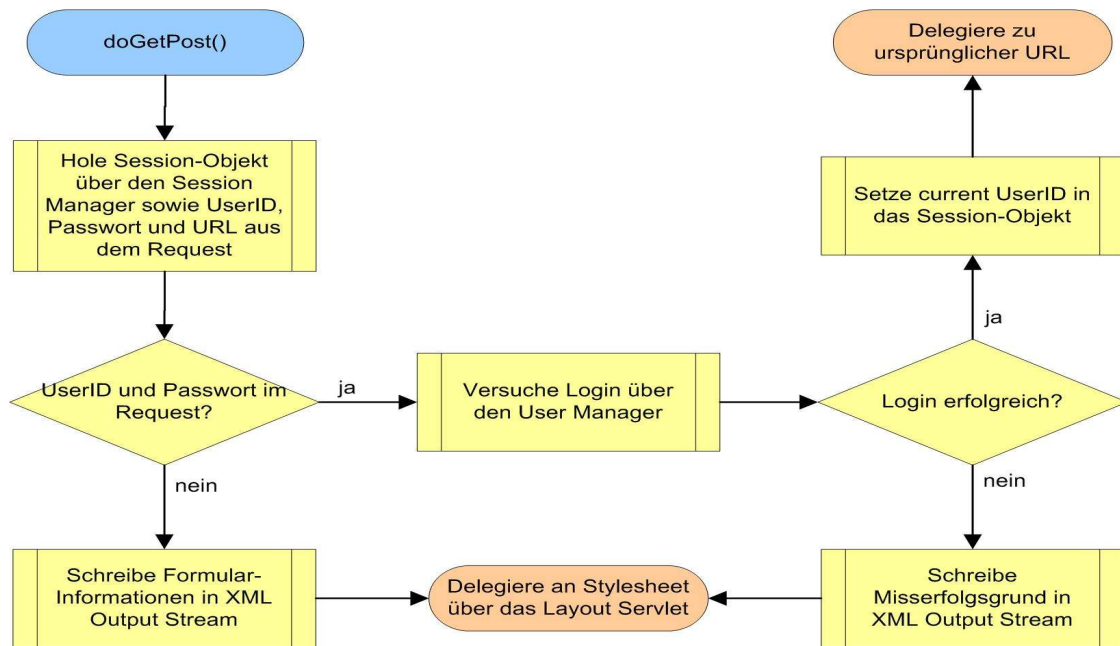 doGetPost()
Hole Session-Objekt
über den Session
Manager sowie UserID,
Passwort und URL aus
dem Request
UserID und Passwort im
Request?
ja
nein
Schreibe Formular-
Informationen in XML
Output Stream
Versuche Login über
den User Manager
Delegiere an Stylesheet
über das Layout Servlet
Delegiere zu
ursprünglicher URL
Setze current UserID in
das Session-Objekt
ja
Login erfolgreich?
nein
Schreibe
Misserfolgsgrund in
XML Output Stream